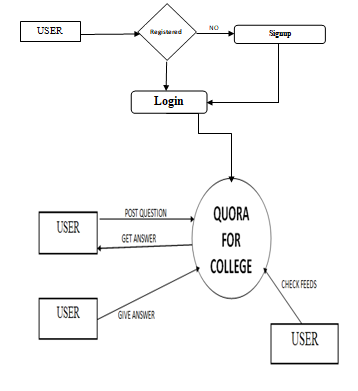 USER
Registered
NO
Signup
Login
POST QUESTION
USER
GET ANSWER
QUORA
FOR
COLLEGE
CHECK FEEDS
USER
GIVE ANSWER
USER